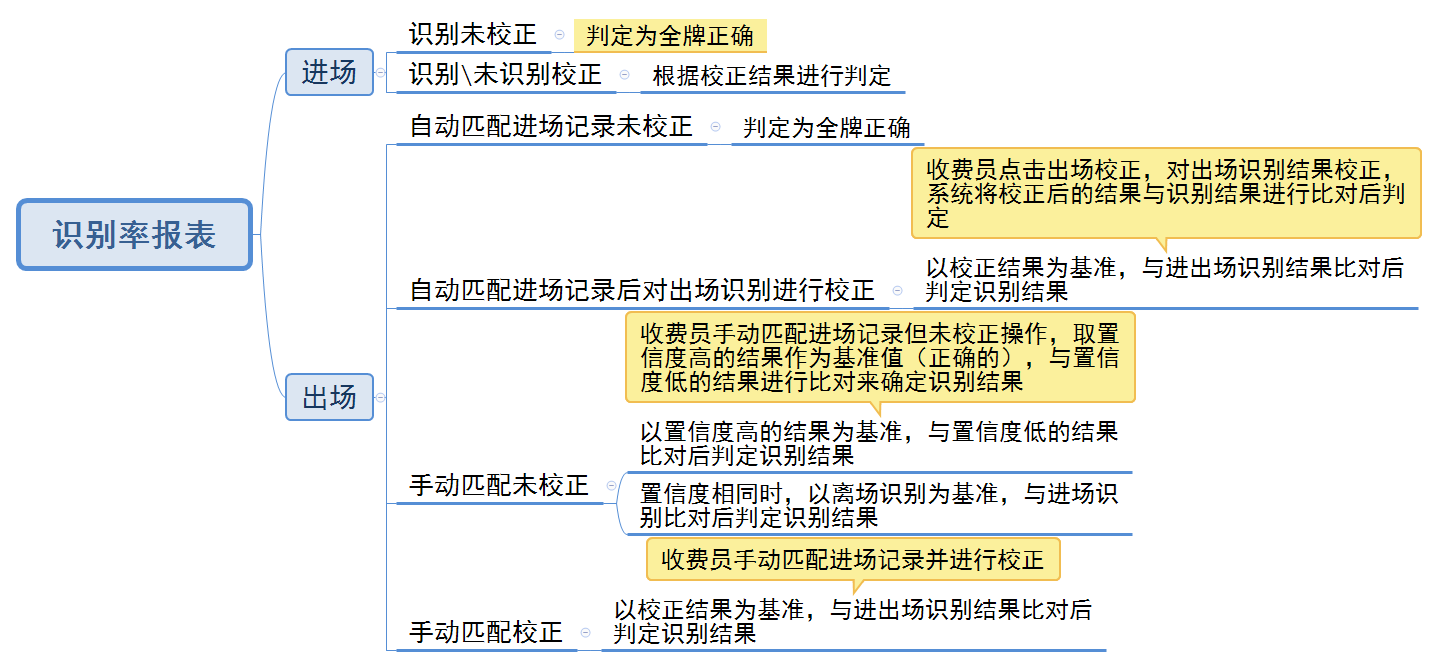 识别率报表
进场
识别未校正
判定为全牌正确
识别\未识别校正
根据校正结果进行判定
出场
自动匹配进场记录未校正
判定为全牌正确
自动匹配进场记录后对出场识别进行校正
收费员点击出场校正，对出场识别结果校正，
系统将校正后的结果与识别结果进行比对后判
定
以校正结果为基准，与进出场识别结果比对后
判定识别结果
手动匹配未校正
收费员手动匹配进场记录但未校正操作，取置
信度高的结果作为基准值（正确的），与置信
度低的结果进行比对来确定识别结果
以置信度高的结果为基准，与置信度低的结果
比对后判定识别结果
置信度相同时，以离场识别为基准，与进场识
别比对后判定识别结果
手动匹配校正
收费员手动匹配进场记录并进行校正
以校正结果为基准，与进出场识别结果比对后
判定识别结果